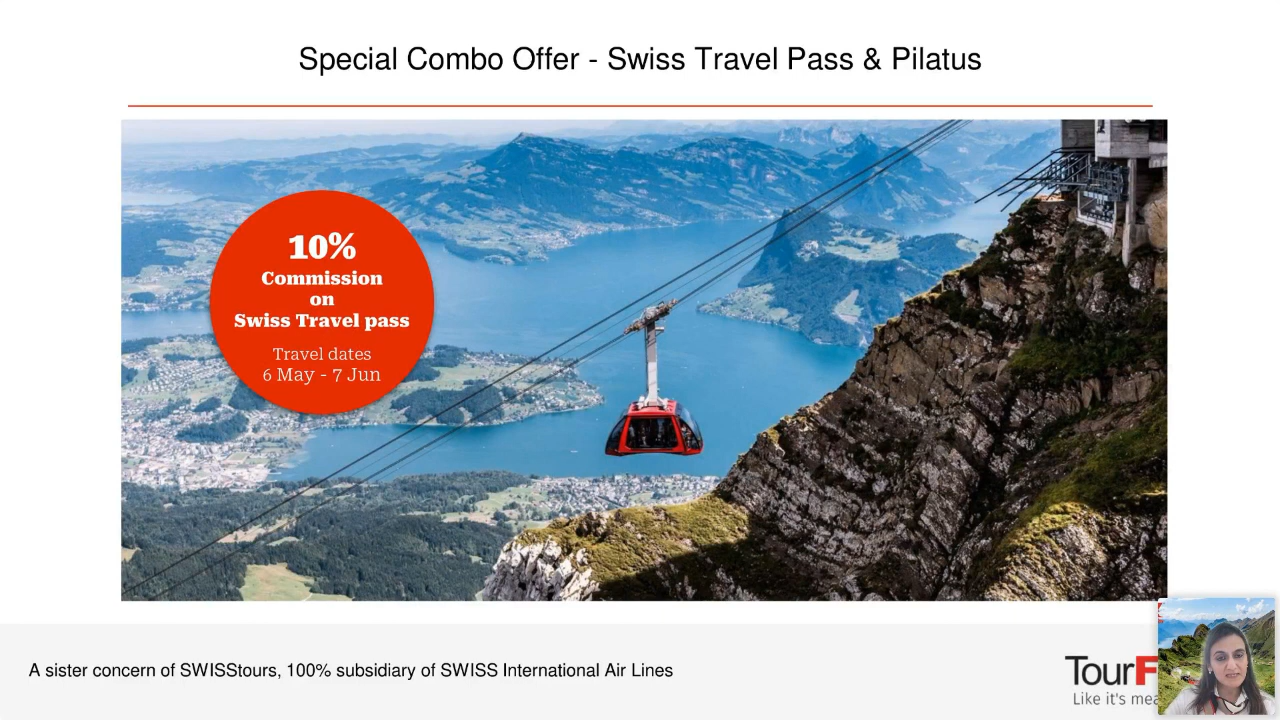 Special Combo Offer - Swiss Travel Pass & Pilatus
10%
Commission
on
Swiss Travel pass
Travel dates
6 May - 7 Jun
A sister concern of SWISStours, 100% subsidiary of SWISS International Air Lines
TourF
Like it's mea